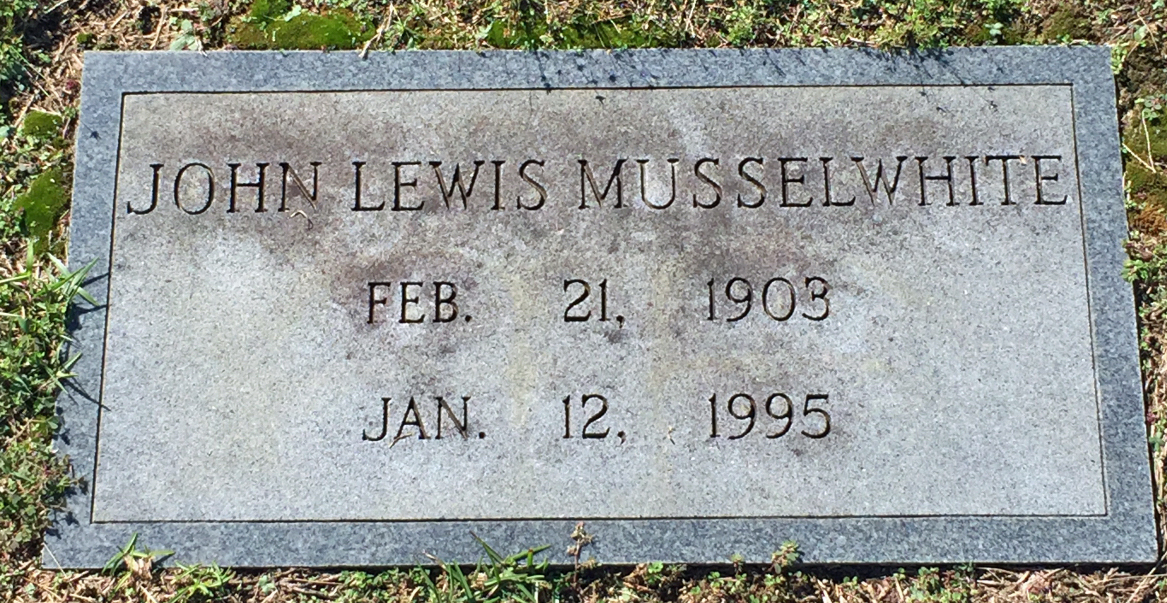 JOHN LEWIS MUSSELWHITE
FEB. 21, 1903
JAN. 12, 1995